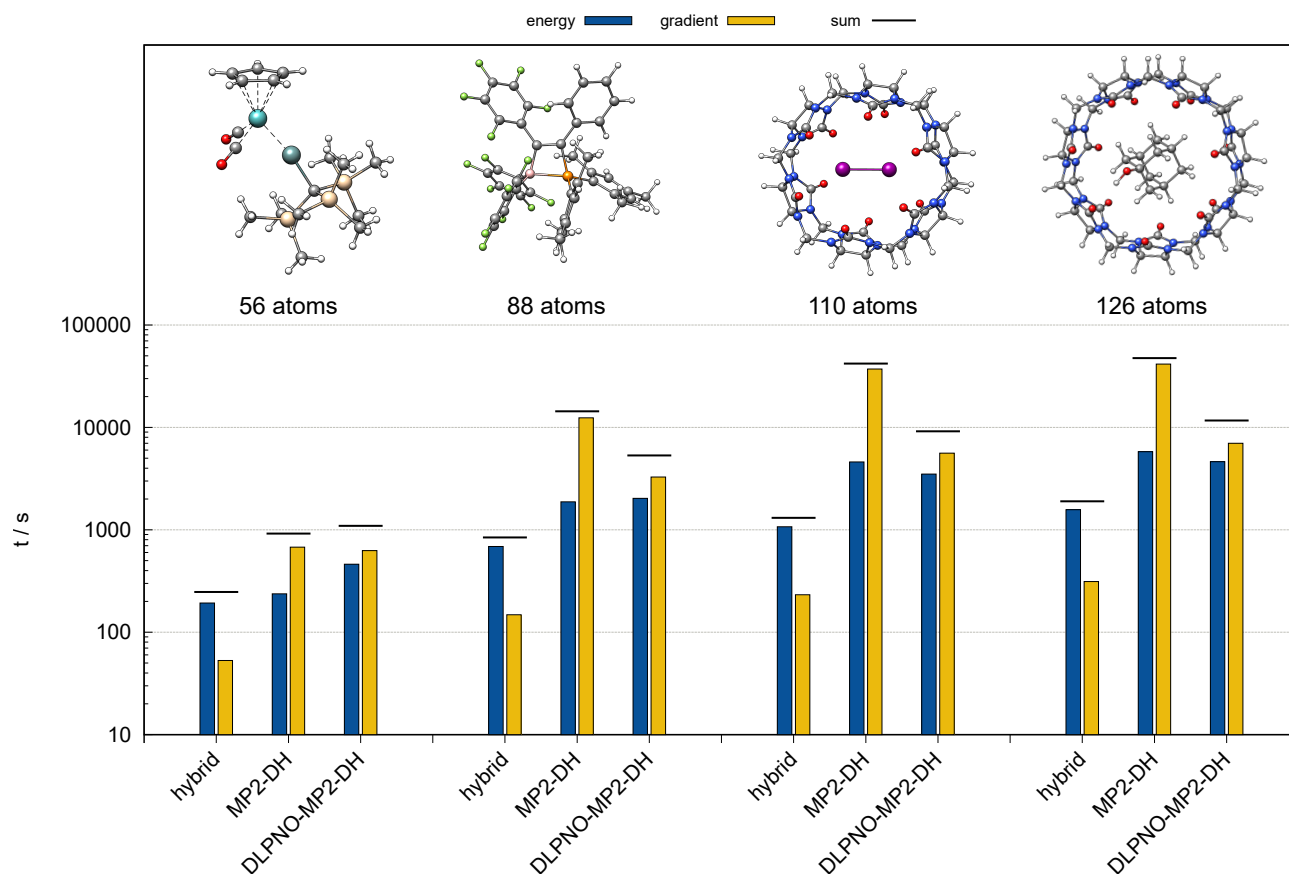 energy gradient sum
56 atoms 88 atoms 110 atoms 126 atoms
100000
10000
1000
100
10
t / s
hybrid
MP2-DH
DLPNO-MP2-DH
hybrid
MP2-DH
DLPNO-MP2-DH
hybrid
MP2-DH
DLPNO-MP2-DH
hybrid
MP2-DH
DLPNO-MP2-DH